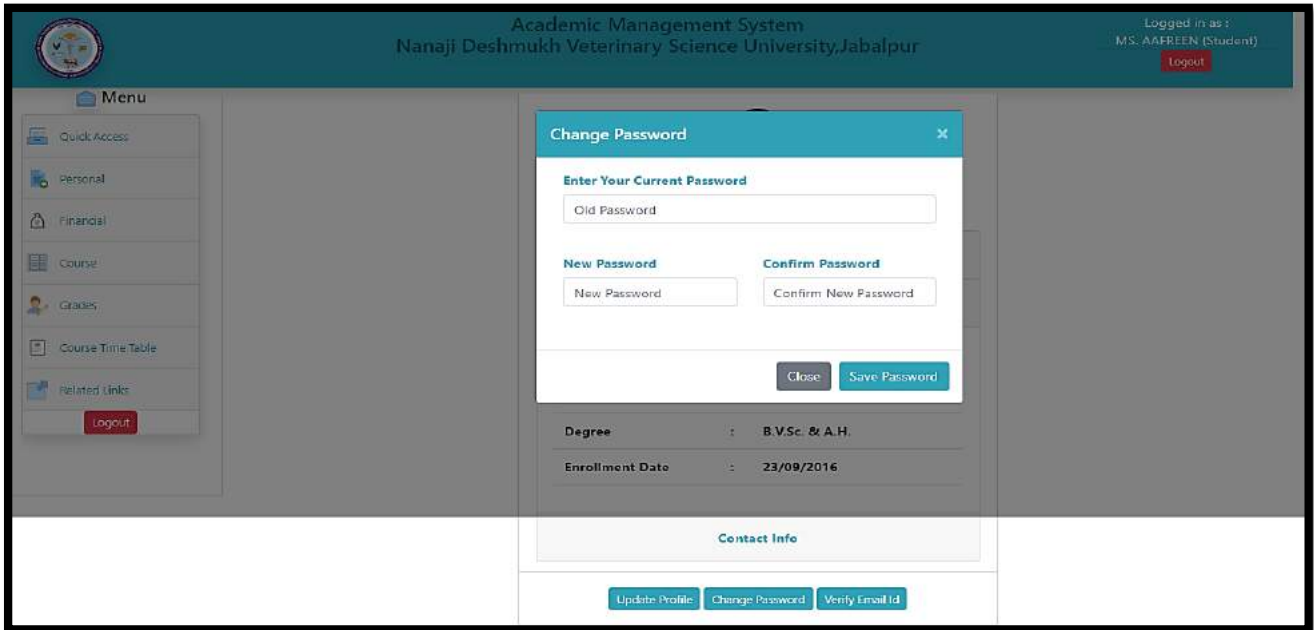 Academic Management System
Nanaji Deshmukh Veterinary Science University,Jabalpur
Logged in as :
MS. AAFREEN (Student)
Logout
Menu
Quick Access
Personal
Financial
Course
Grades
Course Time Table
Related Links
Logout
Change Password ×
Enter Your Current Password
Old Password
New Password Confirm Password
New Password Confirm New Password
Close Save Password
Degree : B.V.Sc. & A.H.
Enrollment Date : 23/09/2016
Contact Info
Update Profile Change Password Verify Email Id